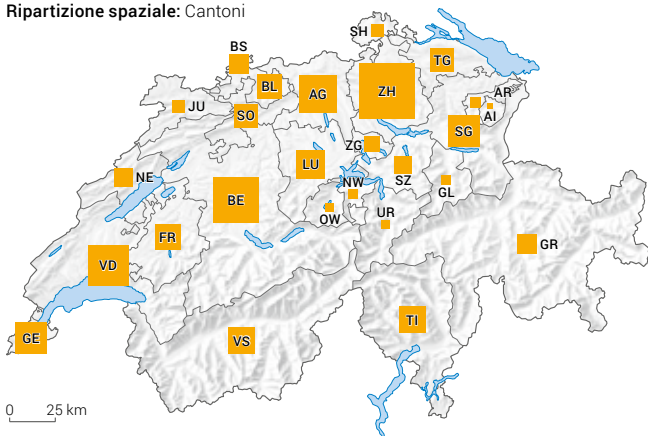 Ripartizione spaziale: Cantoni
SH
BS
TG
BL
AG
ZH
AR
JU
SO
AI
SG
ZG
LU
SZ
NE
NW
GL
BE
OW
UR
FR
GR
VD
TI
GE
VS
0 25 km